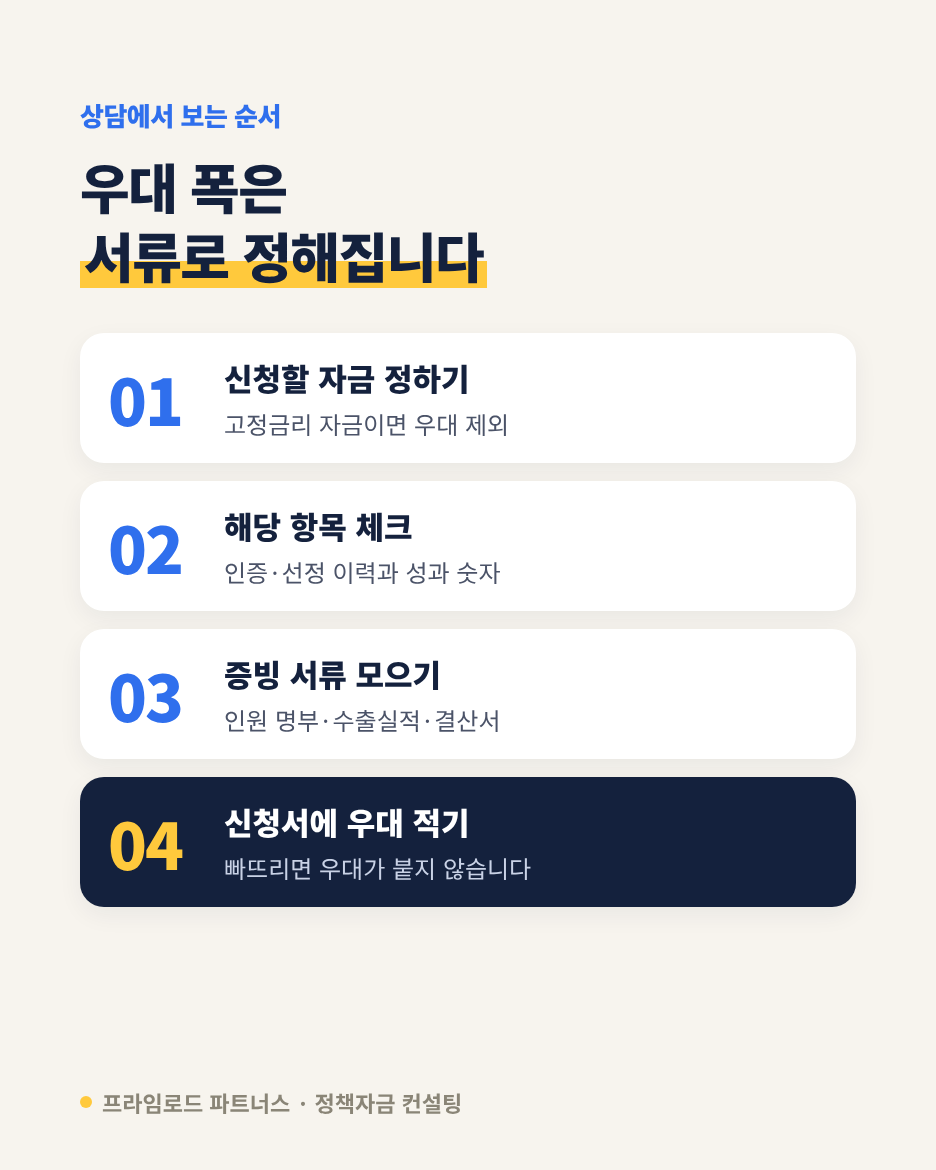 상담에서 보는 순서
우대 폭은
서류로 정해집니다
01
신청할 자금 정하기
고정금리 자금이면 우대 제외
02
해당 항목 체크
인증·선정 이력과 성과 숫자
03
증빙 서류 모으기
인원 명부·수출실적·결산서
04
신청서에 우대 적기
빠뜨리면 우대가 붙지 않습니다
프라임로드 파트너스 · 정책자금 컨설팅